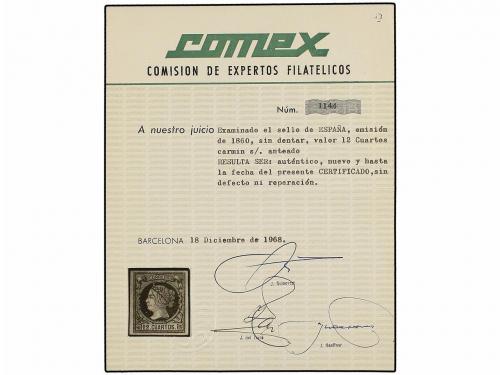 comex
COMISION DE EXPERTOS FILATELICOS
Núm. 1144
A nuestro juicio Examinado el sello de ESPAÑA, emisión
de 1860, sin dentar, valor 12 Cuartos
carmin s/. anteado
RESULTA SER: auténtico, nuevo y hasta
la fecha del presente CERTIFICADO,sin
defecto ni reparación.
BARCELONA 18 Diciembre de 1968.
12 CUARTOS.